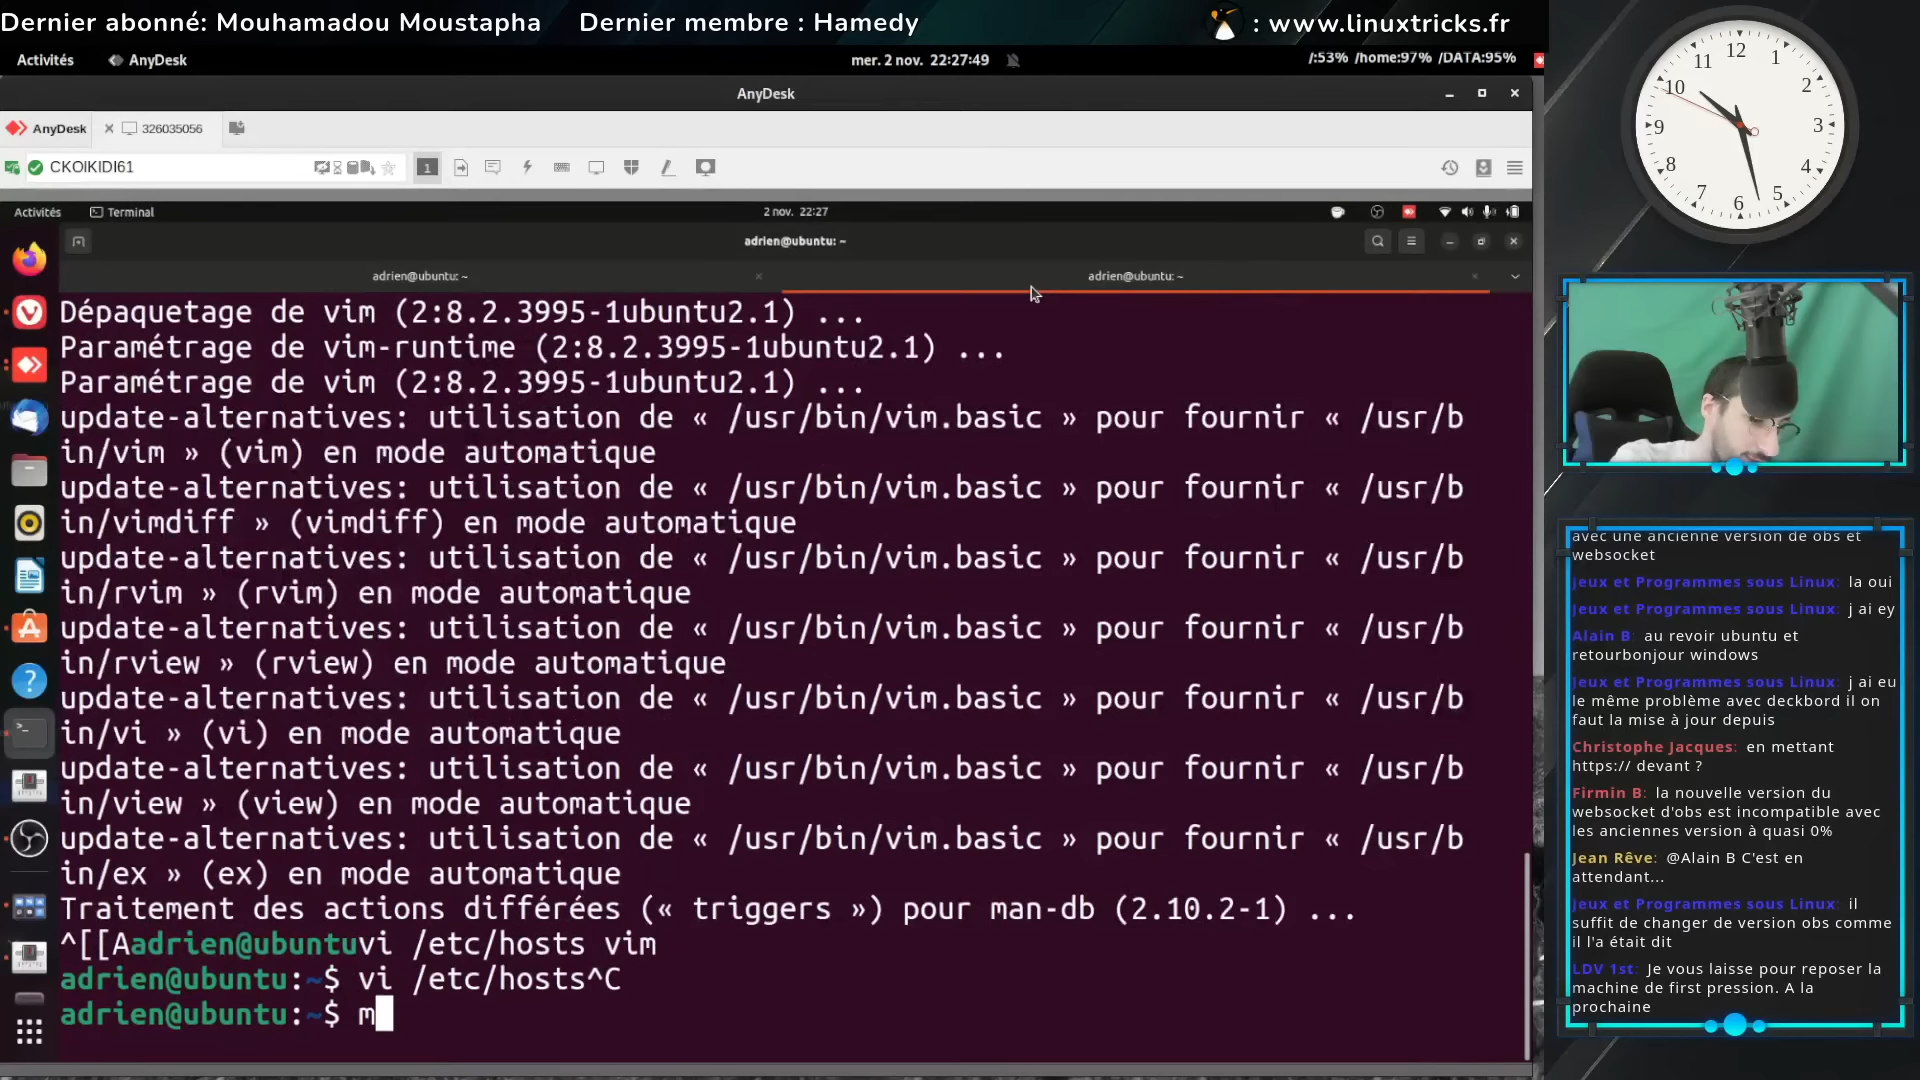 Dernier abonné: Mouhamadou Moustapha Dernier membre : Hamedy : www.linuxtricks.fr
Activités AnyDesk mer. 2 nov. 22:27:49 /:53% /home:97% /DATA:95%
AnyDesk
AnyDesk 326035056
CKOIKIDI61 1
Activités Terminal 2 nov. 22:27
adrien@ubuntu: ~
adrien@ubuntu: ~ adrien@ubuntu: ~
Dépaquetage de vim (2:8.2.3995-1ubuntu2.1) ...
Paramétrage de vim-runtime (2:8.2.3995-1ubuntu2.1) ...
Paramétrage de vim (2:8.2.3995-1ubuntu2.1) ...
update-alternatives: utilisation de « /usr/bin/vim.basic » pour fournir « /usr/b
in/vim » (vim) en mode automatique
update-alternatives: utilisation de « /usr/bin/vim.basic » pour fournir « /usr/b
in/vimdiff » (vimdiff) en mode automatique
update-alternatives: utilisation de « /usr/bin/vim.basic » pour fournir « /usr/b
in/rvim » (rvim) en mode automatique
update-alternatives: utilisation de « /usr/bin/vim.basic » pour fournir « /usr/b
in/rview » (rview) en mode automatique
update-alternatives: utilisation de « /usr/bin/vim.basic » pour fournir « /usr/b
in/vi » (vi) en mode automatique
update-alternatives: utilisation de « /usr/bin/vim.basic » pour fournir « /usr/b
in/view » (view) en mode automatique
update-alternatives: utilisation de « /usr/bin/vim.basic » pour fournir « /usr/b
in/ex » (ex) en mode automatique
Traitement des actions différées (« triggers ») pour man-db (2.10.2-1) ...
^[[Aadrien@ubuntuvi /etc/hosts vim
adrien@ubuntu:~$ vi /etc/hosts^C
adrien@ubuntu:~$ m
12
1
2
3
4
5
6
7
8
9
10
11
avec une ancienne version de obs et
websocket
Jeux et Programmes sous Linux: la oui
Jeux et Programmes sous Linux: j ai ey
Alain B: au revoir ubuntu et
retourbonjour windows
Jeux et Programmes sous Linux: j ai eu
le même problème avec deckbord il on
faut la mise à jour depuis
Christophe Jacques: en mettant
https:// devant ?
Firmin B: la nouvelle version du
websocket d'obs est incompatible avec
les anciennes version à quasi 0%
Jean Rêve: @Alain B C'est en
attendant...
Jeux et Programmes sous Linux: il
suffit de changer de version obs comme
il l'a était dit
LDV 1st: Je vous laisse pour reposer la
machine de first pression. A la
prochaine